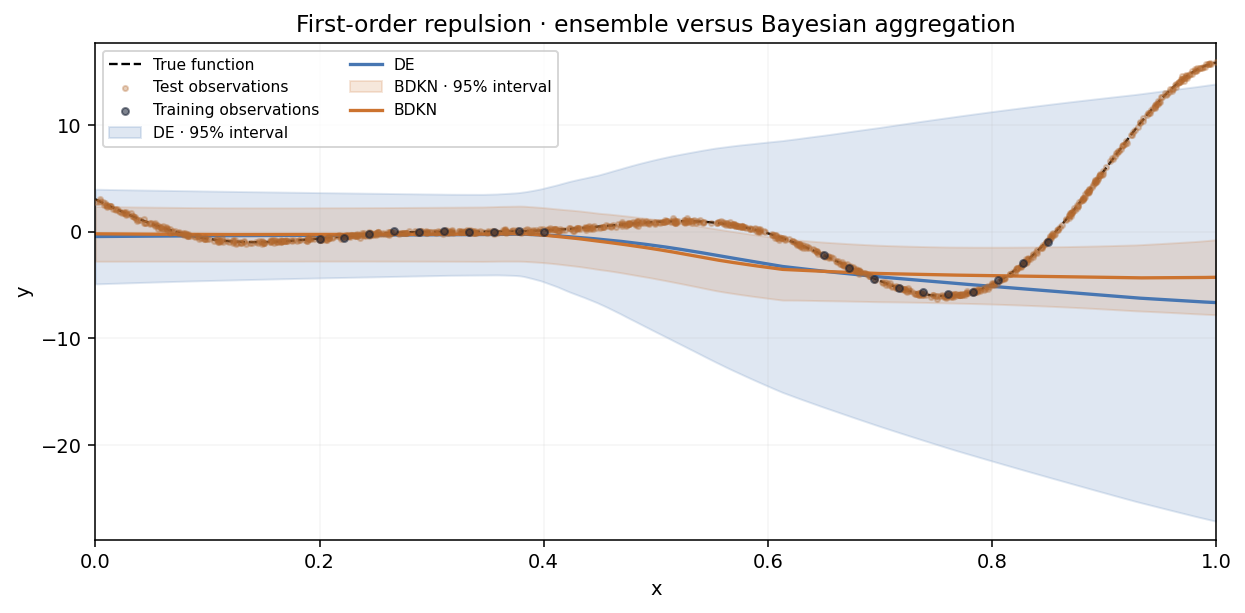 First-order repulsion · ensemble versus Bayesian aggregation
True function
Test observations
Training observations
DE · 95% interval
DE
BDKN · 95% interval
BDKN
y
10
0
−10
−20
0.0
0.2
0.4
0.6
0.8
1.0
x